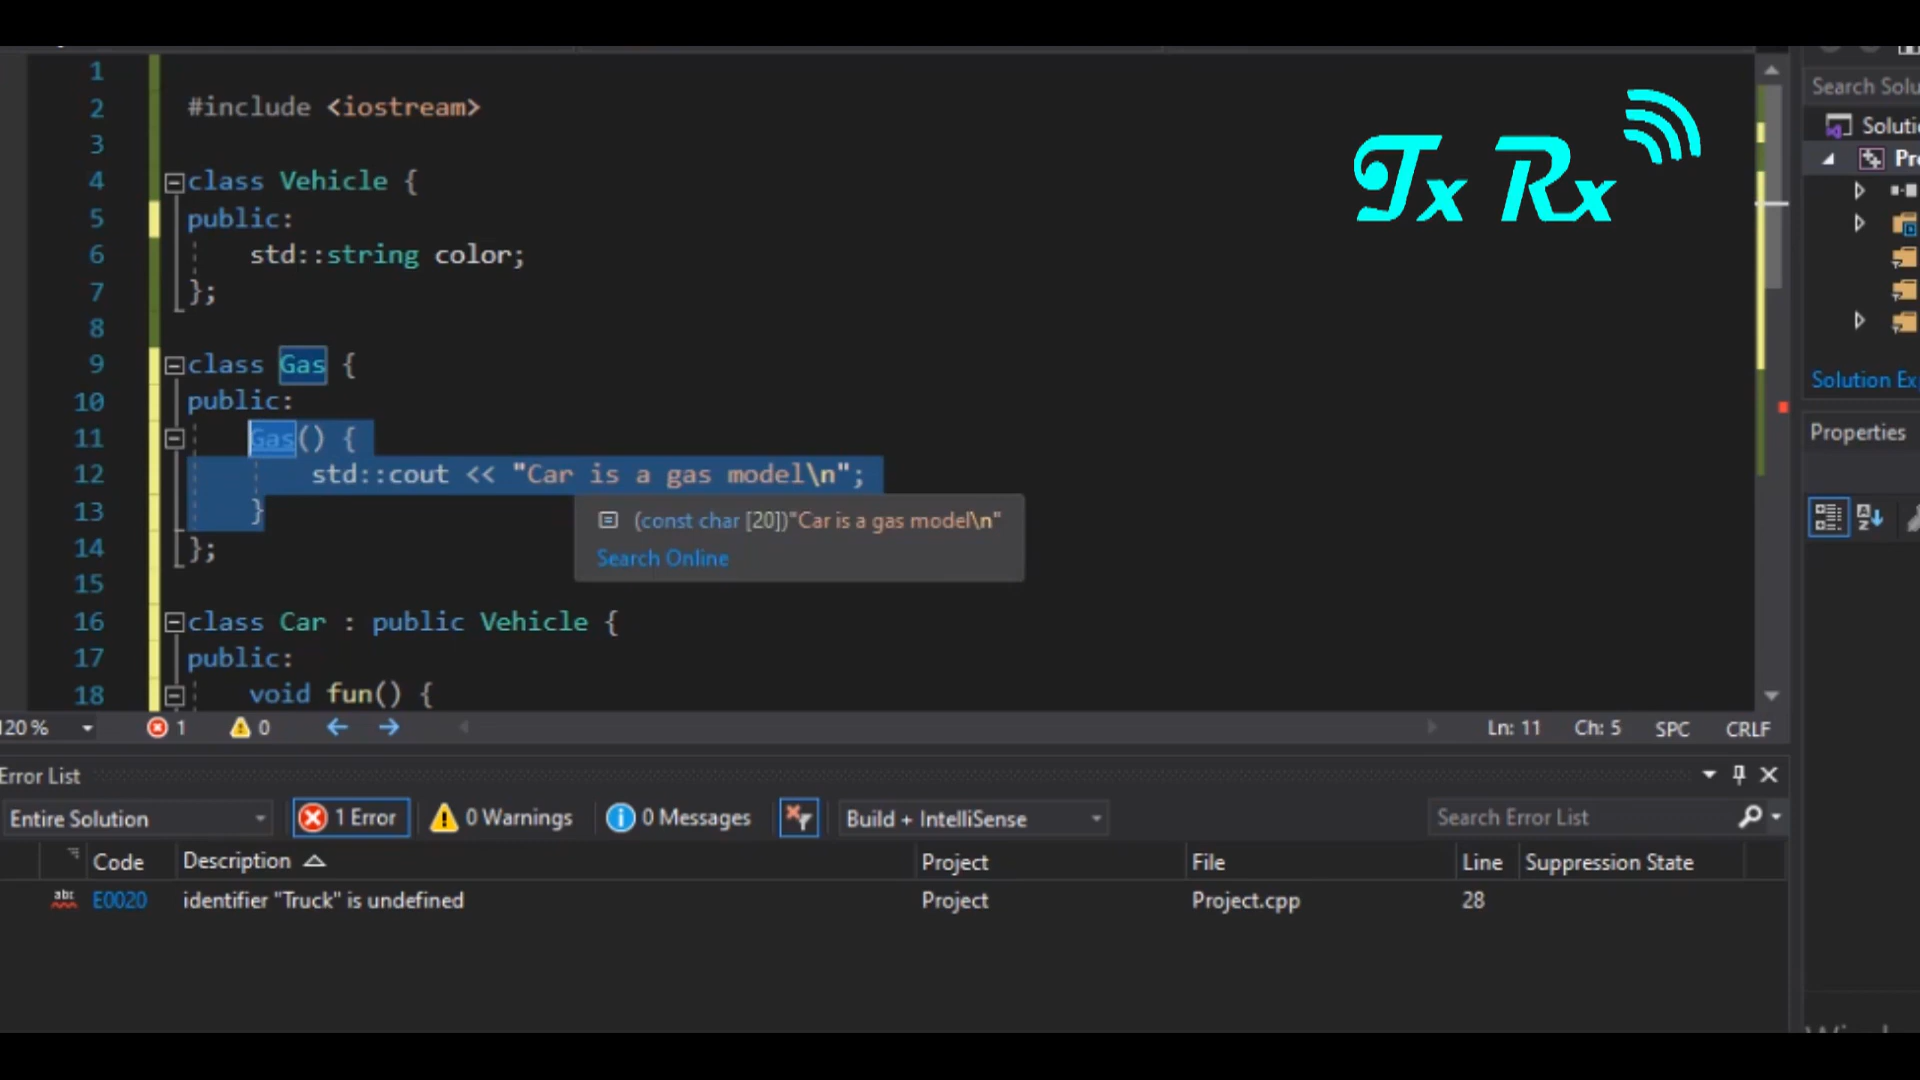 1
2 #include <iostream>
3
4 class Vehicle {
5 public:
6 std::string color;
7 };
8
9 class Gas {
10 public:
11 Gas() {
12 std::cout << "Car is a gas model\n";
13 }
14 };
15
16 class Car : public Vehicle {
17 public:
18 void fun() {
(const char [20])"Car is a gas model\n"
Search Online
Tx Rx
Search Solu
Soluti
Pr
Solution Ex
Properties
120 % 1 0 Ln: 11 Ch: 5 SPC CRLF
Error List
Entire Solution 1 Error 0 Warnings 0 Messages Build + IntelliSense Search Error List
Code Description Project File Line Suppression State
abc E0020 identifier "Truck" is undefined Project Project.cpp 28